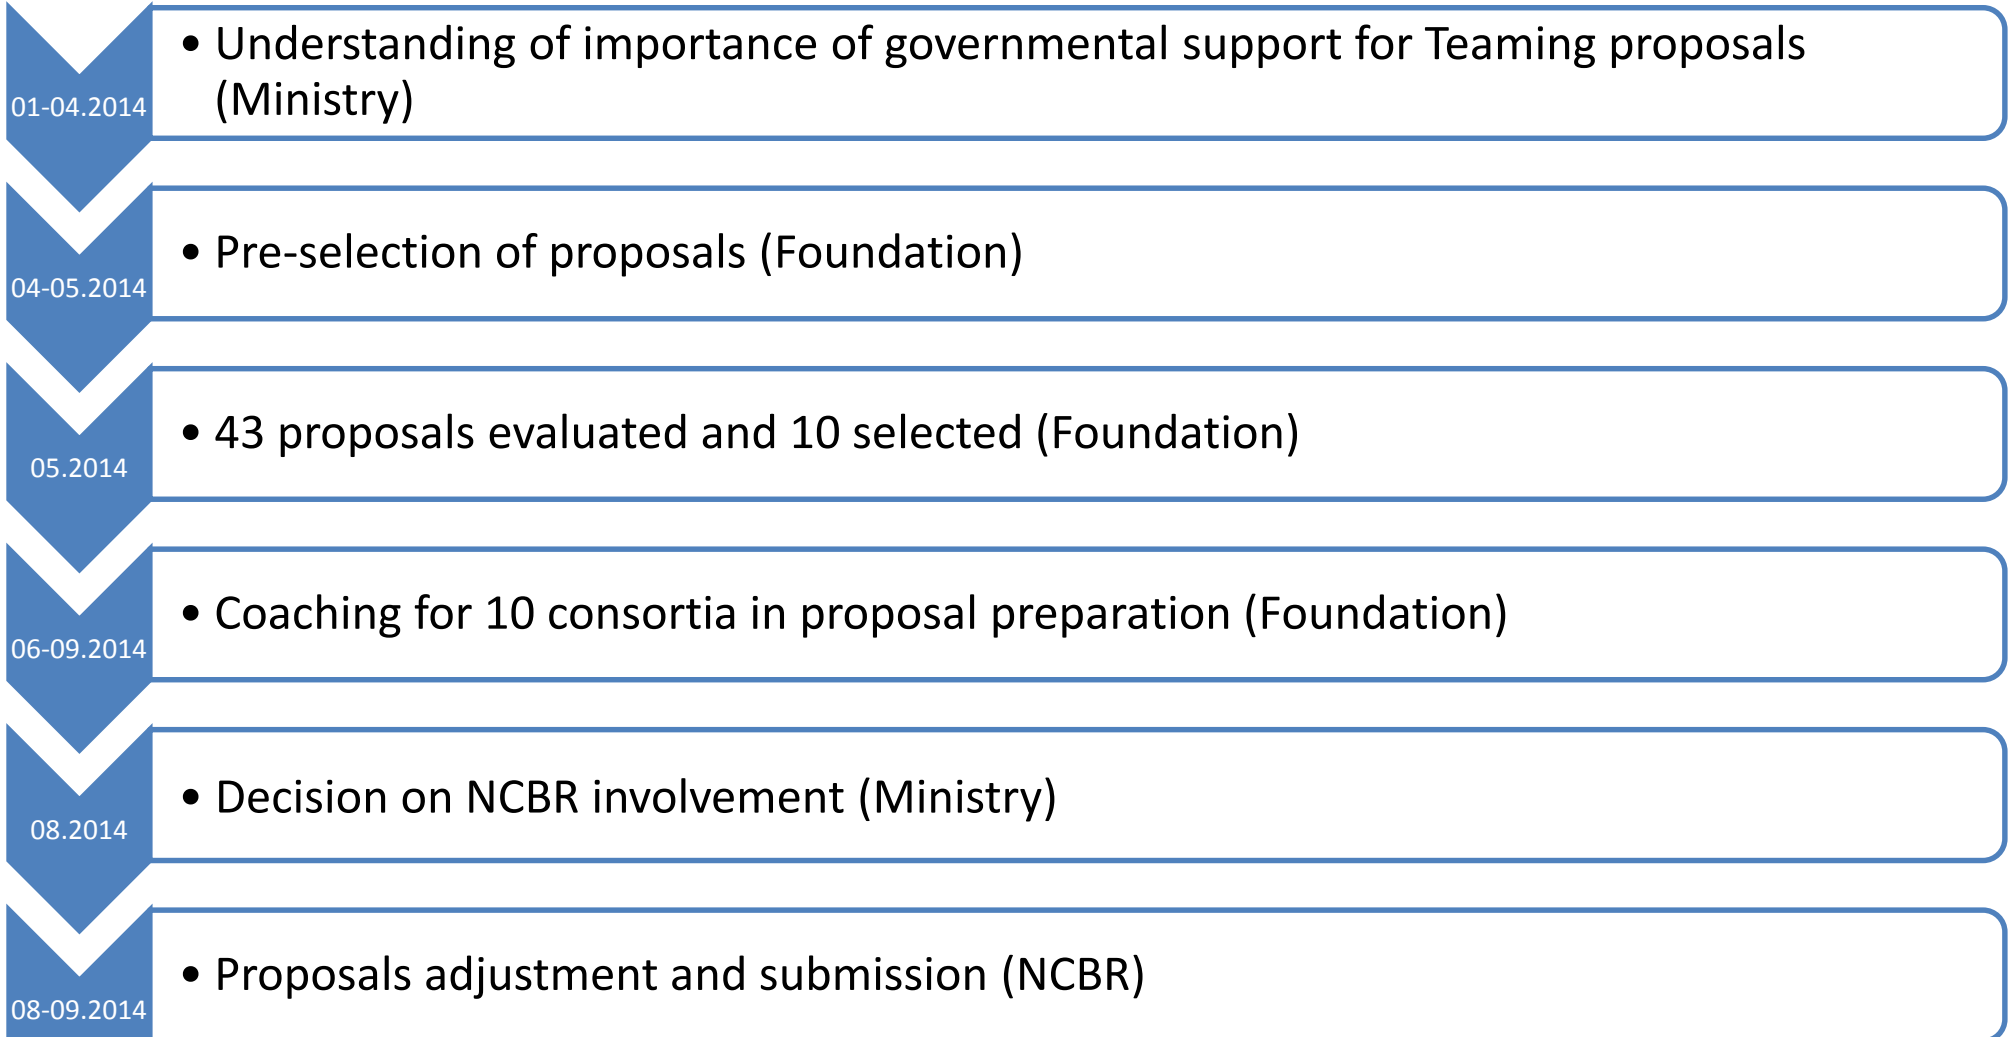 01-04.2014
• Understanding of importance of governmental support for Teaming proposals
(Ministry)
04-05.2014
• Pre-selection of proposals (Foundation)
05.2014
• 43 proposals evaluated and 10 selected (Foundation)
06-09.2014
• Coaching for 10 consortia in proposal preparation (Foundation)
08.2014
• Decision on NCBR involvement (Ministry)
08-09.2014
• Proposals adjustment and submission (NCBR)